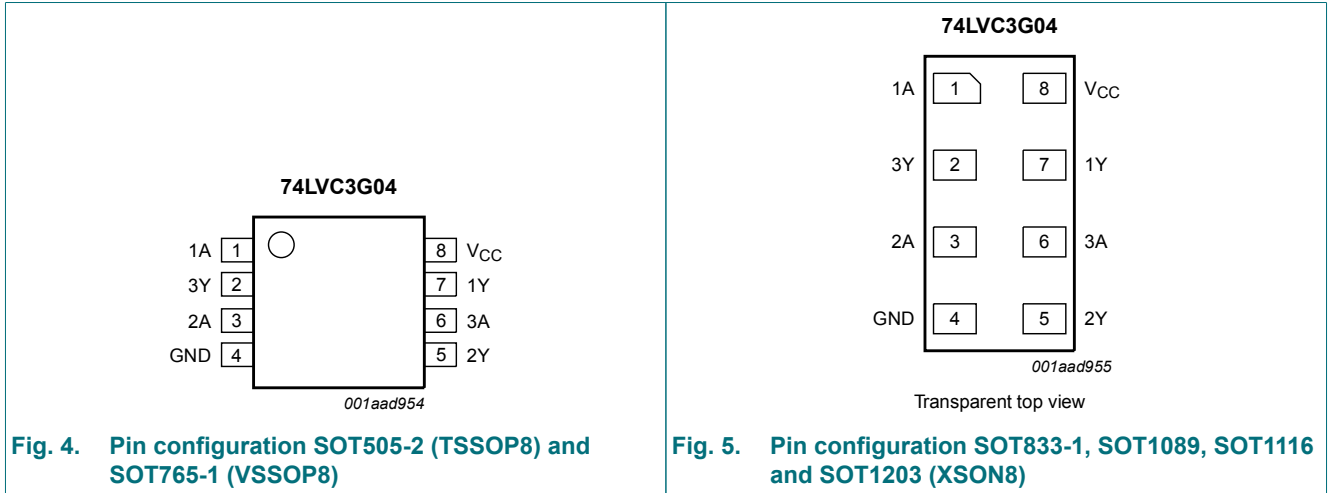 74LVC3G04
1A 1 8 VCC
3Y 2 7 1Y
2A 3 6 3A
GND 4 5 2Y
001aad954
Fig. 4. Pin configuration SOT505-2 (TSSOP8) and
SOT765-1 (VSSOP8)
74LVC3G04
1A 1 8 VCC
3Y 2 7 1Y
2A 3 6 3A
GND 4 5 2Y
001aad955
Transparent top view
Fig. 5. Pin configuration SOT833-1, SOT1089, SOT1116
and SOT1203 (XSON8)